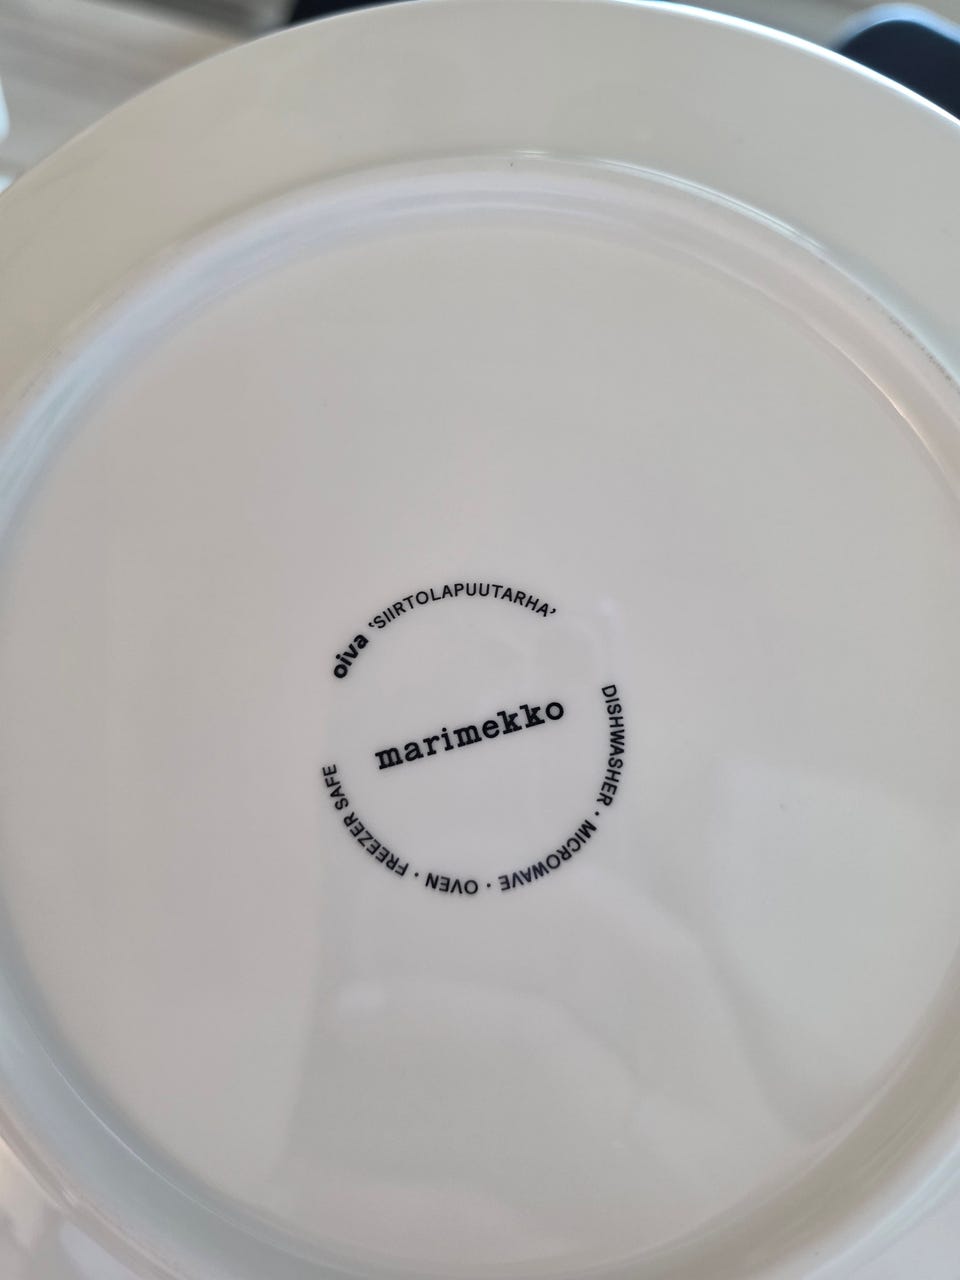 oiva ‘SIIRTOLAPUUTARHA’
marimekko
DISHWASHER · MICROWAVE · OVEN · FREEZER SAFE